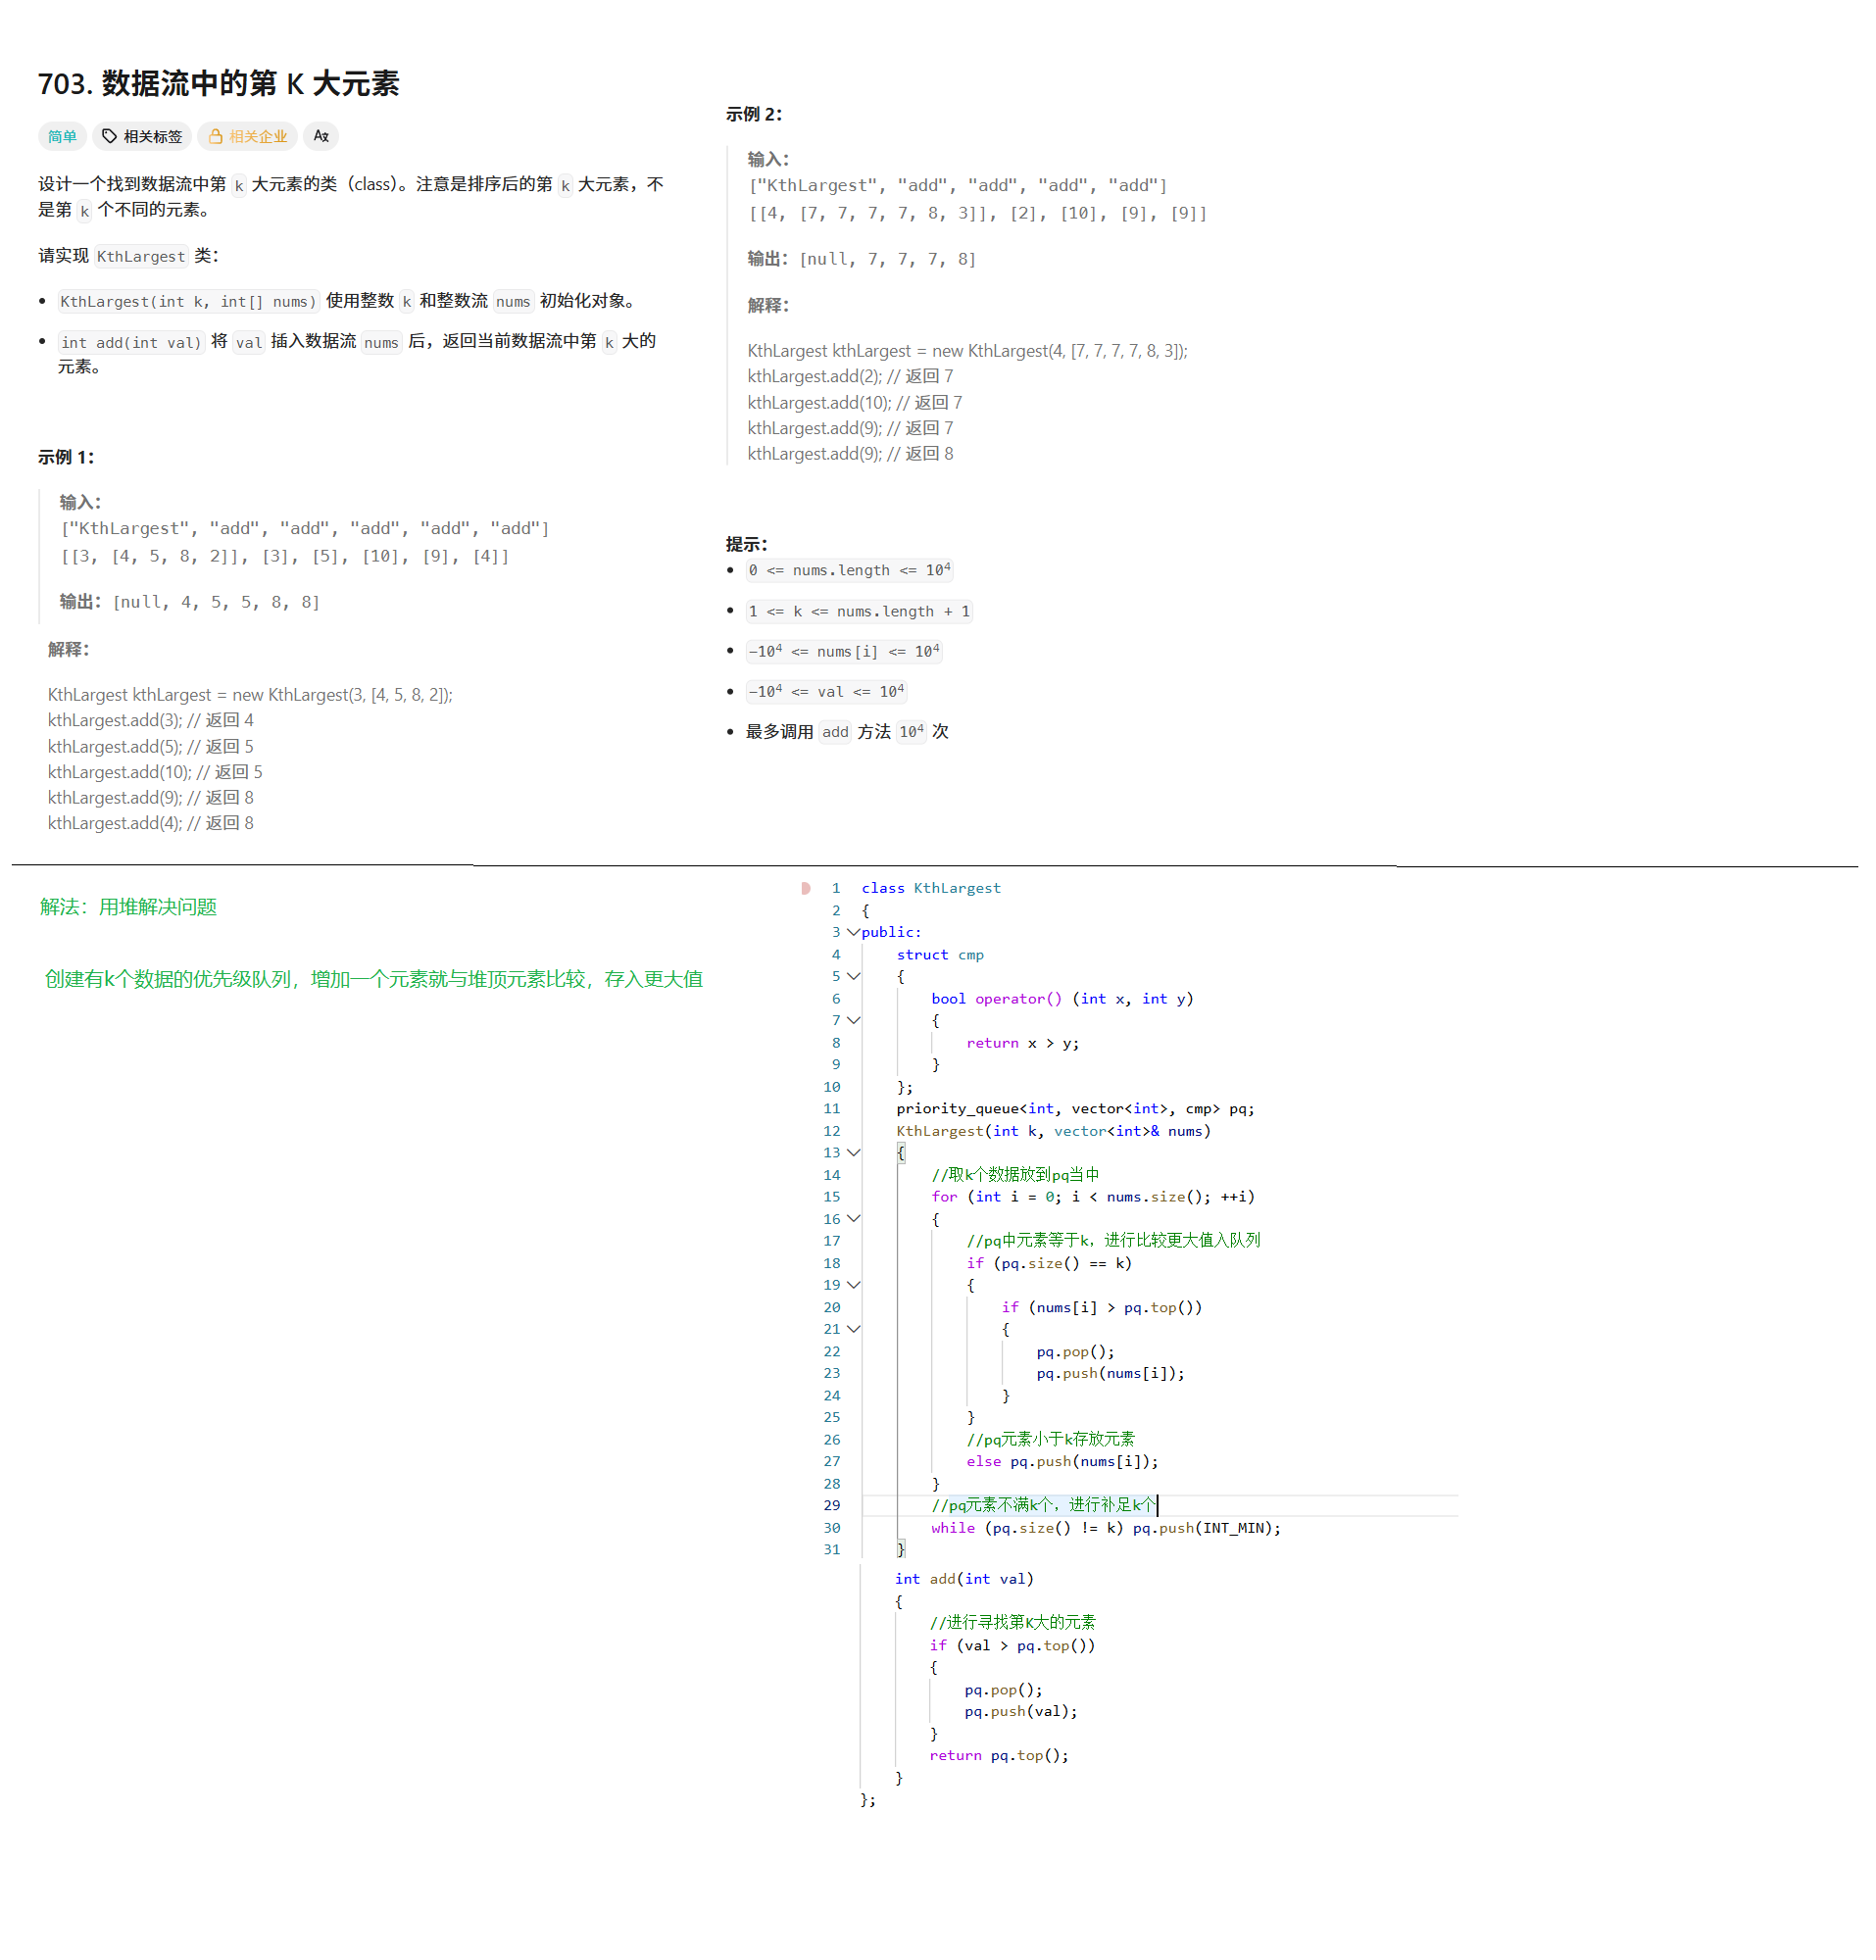 703. 数据流中的第 K 大元素
简单 相关标签 相关企业 Az
设计一个找到数据流中第 k 大元素的类（class）。注意是排序后的第 k 大元素，不
是第 k 个不同的元素。
请实现 KthLargest 类：
• KthLargest(int k, int[] nums) 使用整数 k 和整数流 nums 初始化对象。
• int add(int val) 将 val 插入数据流 nums 后，返回当前数据流中第 k 大的
元素。
示例 1：
输入：
["KthLargest", "add", "add", "add", "add", "add"]
[[3, [4, 5, 8, 2]], [3], [5], [10], [9], [4]]
输出：[null, 4, 5, 5, 8, 8]
解释：
KthLargest kthLargest = new KthLargest(3, [4, 5, 8, 2]);
kthLargest.add(3); // 返回 4
kthLargest.add(5); // 返回 5
kthLargest.add(10); // 返回 5
kthLargest.add(9); // 返回 8
kthLargest.add(4); // 返回 8
示例 2：
输入：
["KthLargest", "add", "add", "add", "add"]
[[4, [7, 7, 7, 7, 8, 3]], [2], [10], [9], [9]]
输出：[null, 7, 7, 7, 8]
解释：
KthLargest kthLargest = new KthLargest(4, [7, 7, 7, 7, 8, 3]);
kthLargest.add(2); // 返回 7
kthLargest.add(10); // 返回 7
kthLargest.add(9); // 返回 7
kthLargest.add(9); // 返回 8
提示：
• 0 <= nums.length <= 10⁴
• 1 <= k <= nums.length + 1
• -10⁴ <= nums[i] <= 10⁴
• -10⁴ <= val <= 10⁴
• 最多调用 add 方法 10⁴ 次
解法：用堆解决问题
创建有k个数据的优先级队列，增加一个元素就与堆顶元素比较，存入更大值
1 class KthLargest
2 {
3 public:
4 struct cmp
5 {
6 bool operator() (int x, int y)
7 {
8 return x > y;
9 }
10 };
11 priority_queue<int, vector<int>, cmp> pq;
12 KthLargest(int k, vector<int>& nums)
13 {
14 //取k个数据放到pq当中
15 for (int i = 0; i < nums.size(); ++i)
16 {
17 //pq中元素等于k，进行比较更大值入队列
18 if (pq.size() == k)
19 {
20 if (nums[i] > pq.top())
21 {
22 pq.pop();
23 pq.push(nums[i]);
24 }
25 }
26 //pq元素小于k存放元素
27 else pq.push(nums[i]);
28 }
29 //pq元素不满k个，进行补足k个
30 while (pq.size() != k) pq.push(INT_MIN);
31 }
int add(int val)
{
//进行寻找第K大的元素
if (val > pq.top())
{
pq.pop();
pq.push(val);
}
return pq.top();
}
};